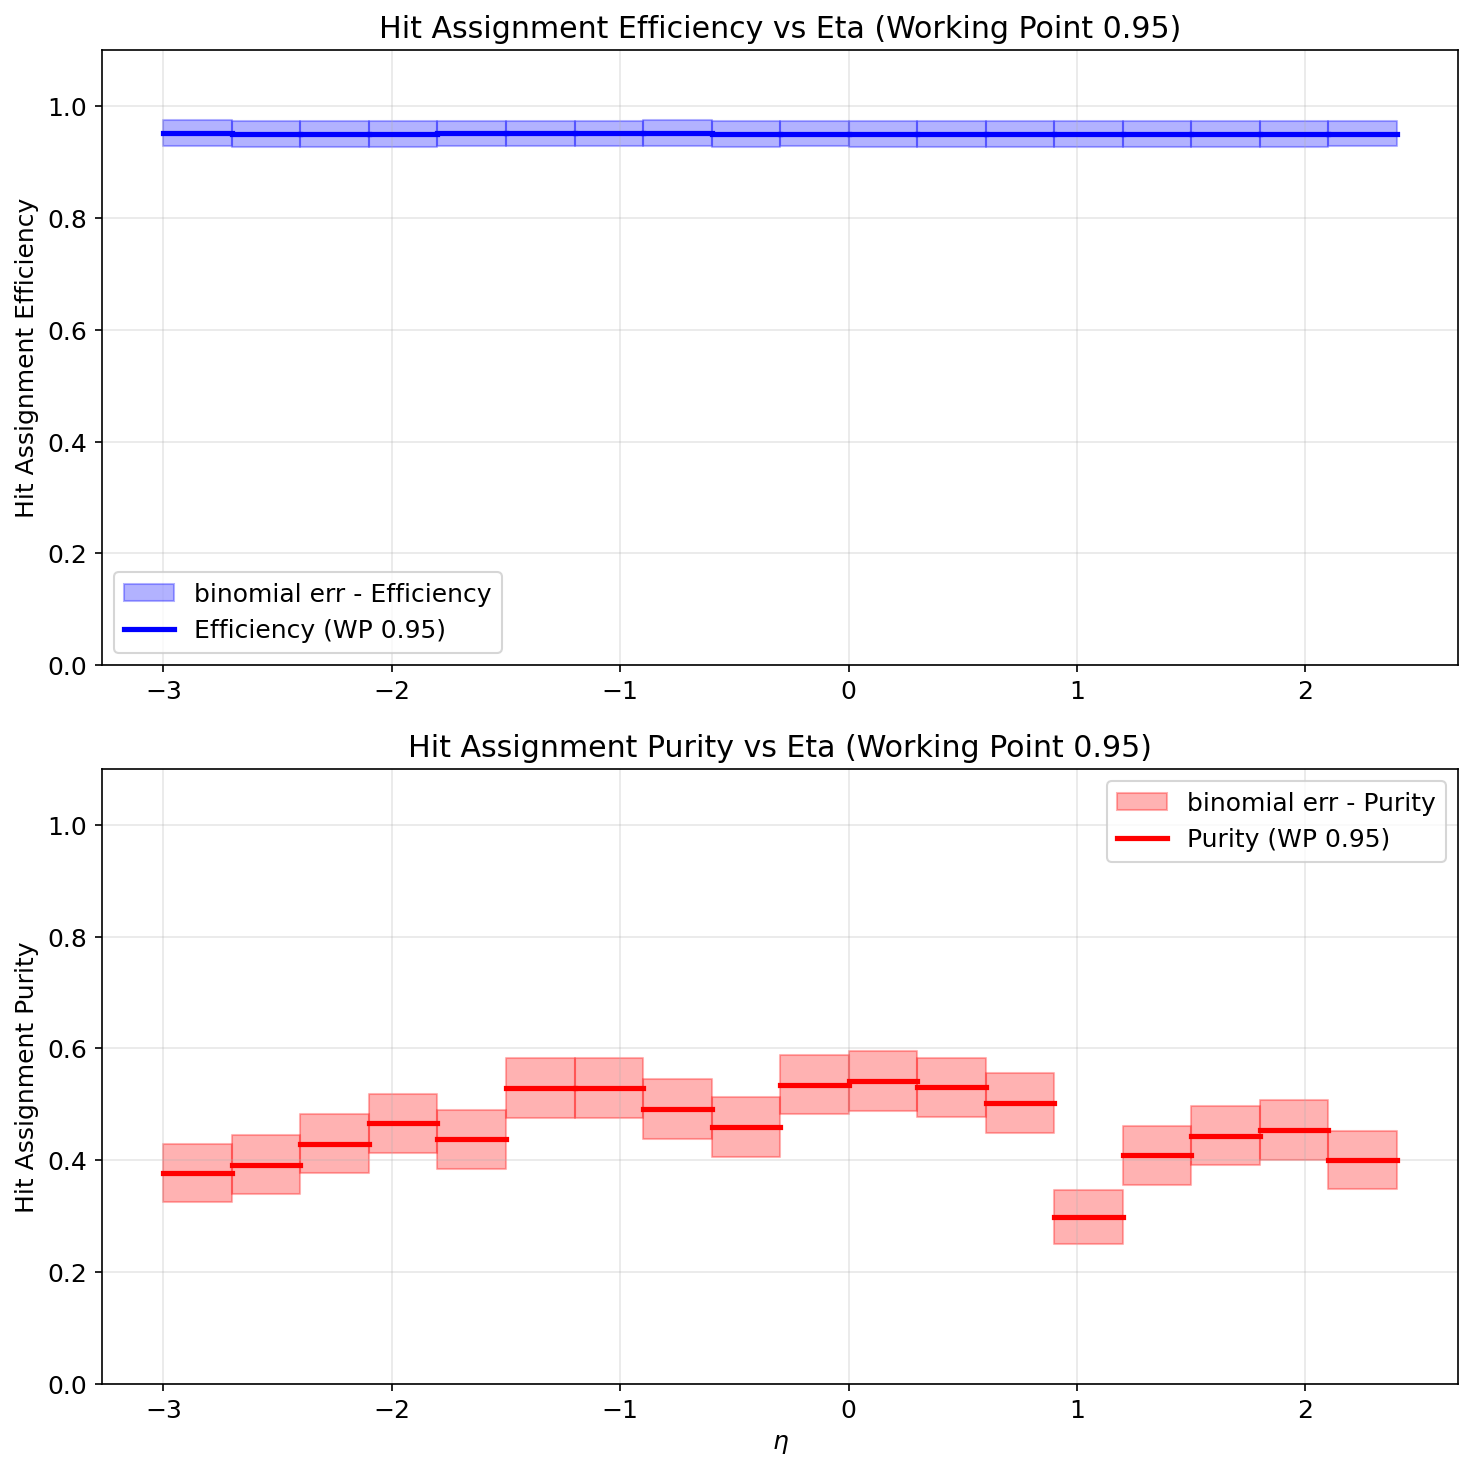 Hit Assignment Efficiency vs Eta (Working Point 0.95)
Hit Assignment Efficiency
1.0
0.8
0.6
0.4
0.2
0.0
binomial err - Efficiency
Efficiency (WP 0.95)
−3 −2 −1 0 1 2
Hit Assignment Purity vs Eta (Working Point 0.95)
Hit Assignment Purity
1.0
0.8
0.6
0.4
0.2
0.0
binomial err - Purity
Purity (WP 0.95)
−3 −2 −1 0 1 2
η